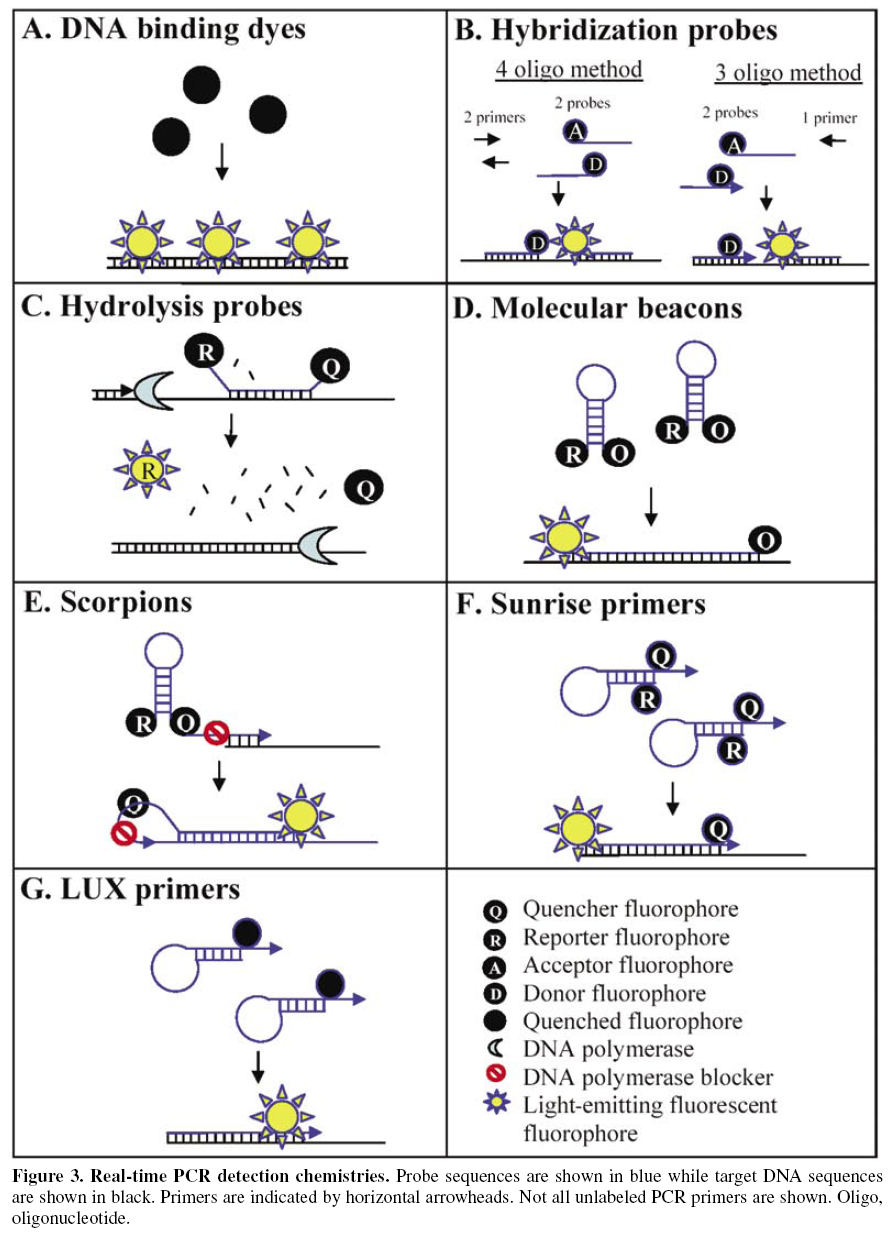 A. DNA binding dyes
B. Hybridization probes
4 oligo method
3 oligo method
2 primers
2 probes
A
D
D
2 probes
1 primer
A
D
D
C. Hydrolysis probes
R
Q
R
Q
D. Molecular beacons
R
Q
R
Q
Q
E. Scorpions
R
Q
Q
F. Sunrise primers
Q
R
Q
R
Q
G. LUX primers
Q Quencher fluorophore
R Reporter fluorophore
A Acceptor fluorophore
D Donor fluorophore
Quenched fluorophore
DNA polymerase
DNA polymerase blocker
Light-emitting fluorescent
fluorophore
Figure 3. Real-time PCR detection chemistries. Probe sequences are shown in blue while target DNA sequences
are shown in black. Primers are indicated by horizontal arrowheads. Not all unlabeled PCR primers are shown. Oligo,
oligonucleotide.